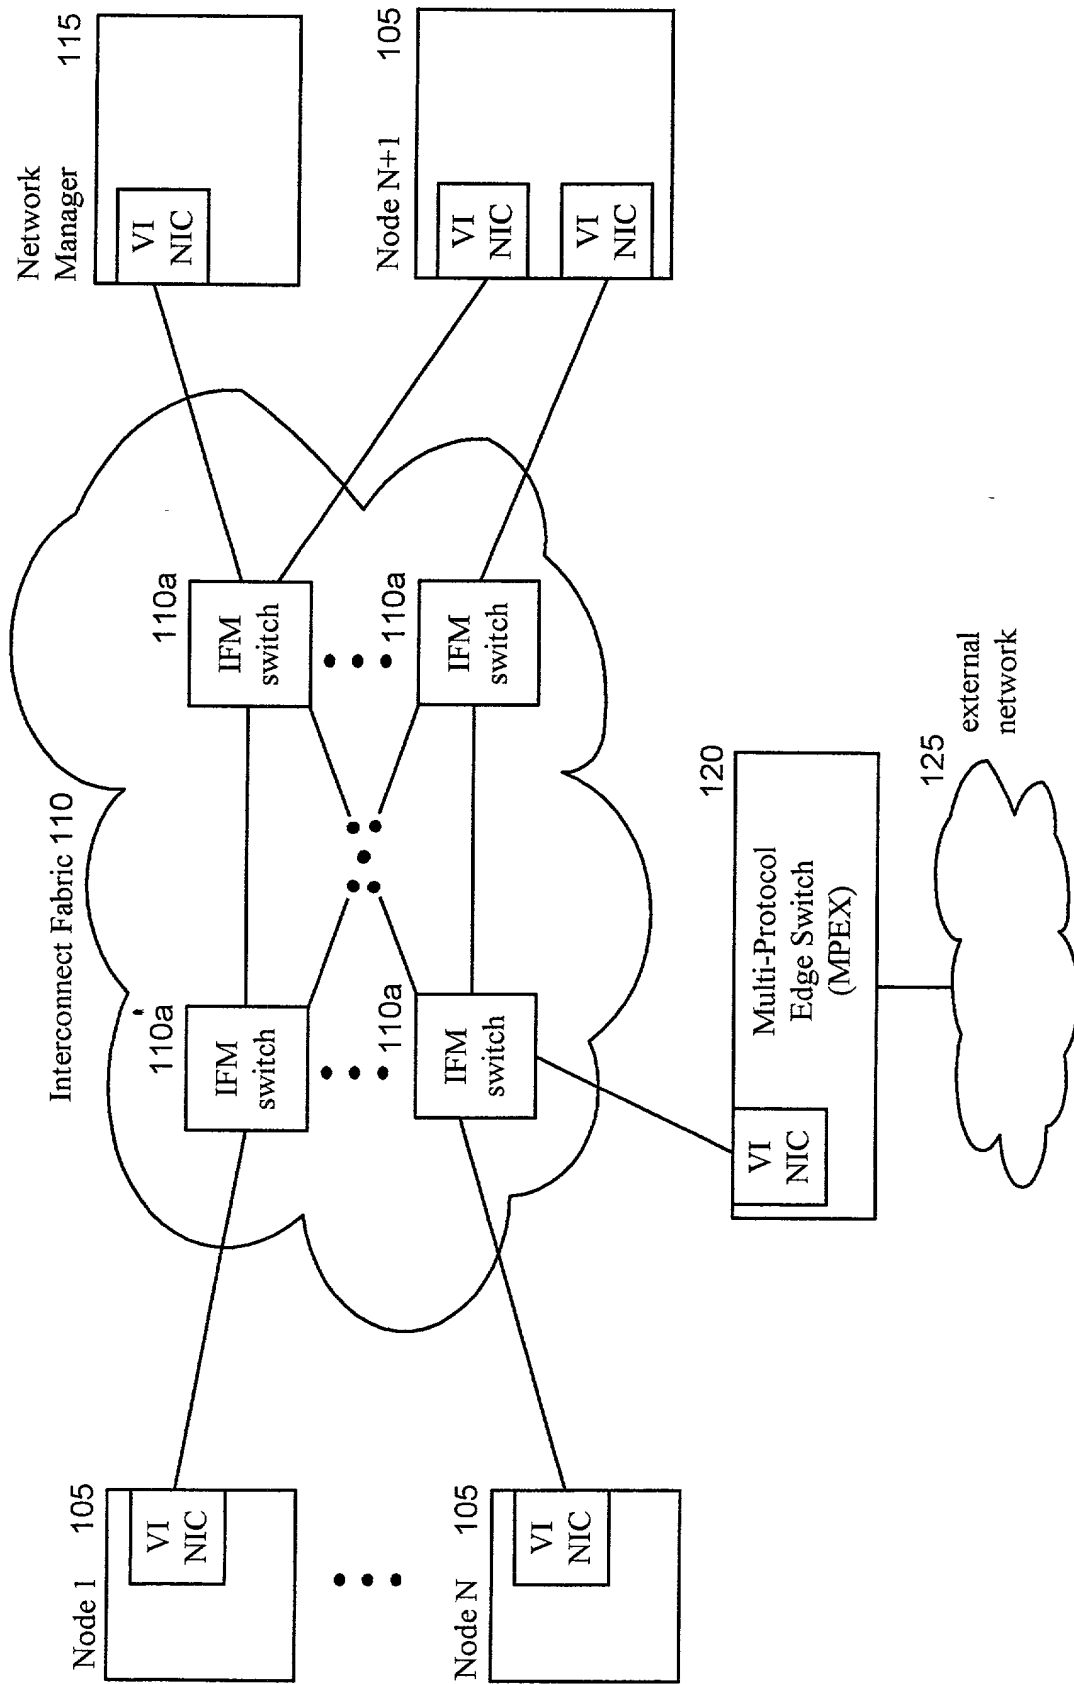 Network
Manager
115
VI
NIC
Node N+1
105
VI
NIC
VI
NIC
Interconnect Fabric 110
110a
IFM
switch
110a
IFM
switch
110a
IFM
switch
110a
IFM
switch
Node 1
105
VI
NIC
Node N
105
VI
NIC
120
Multi-Protocol
Edge Switch
(MPEX)
VI
NIC
125
external
network